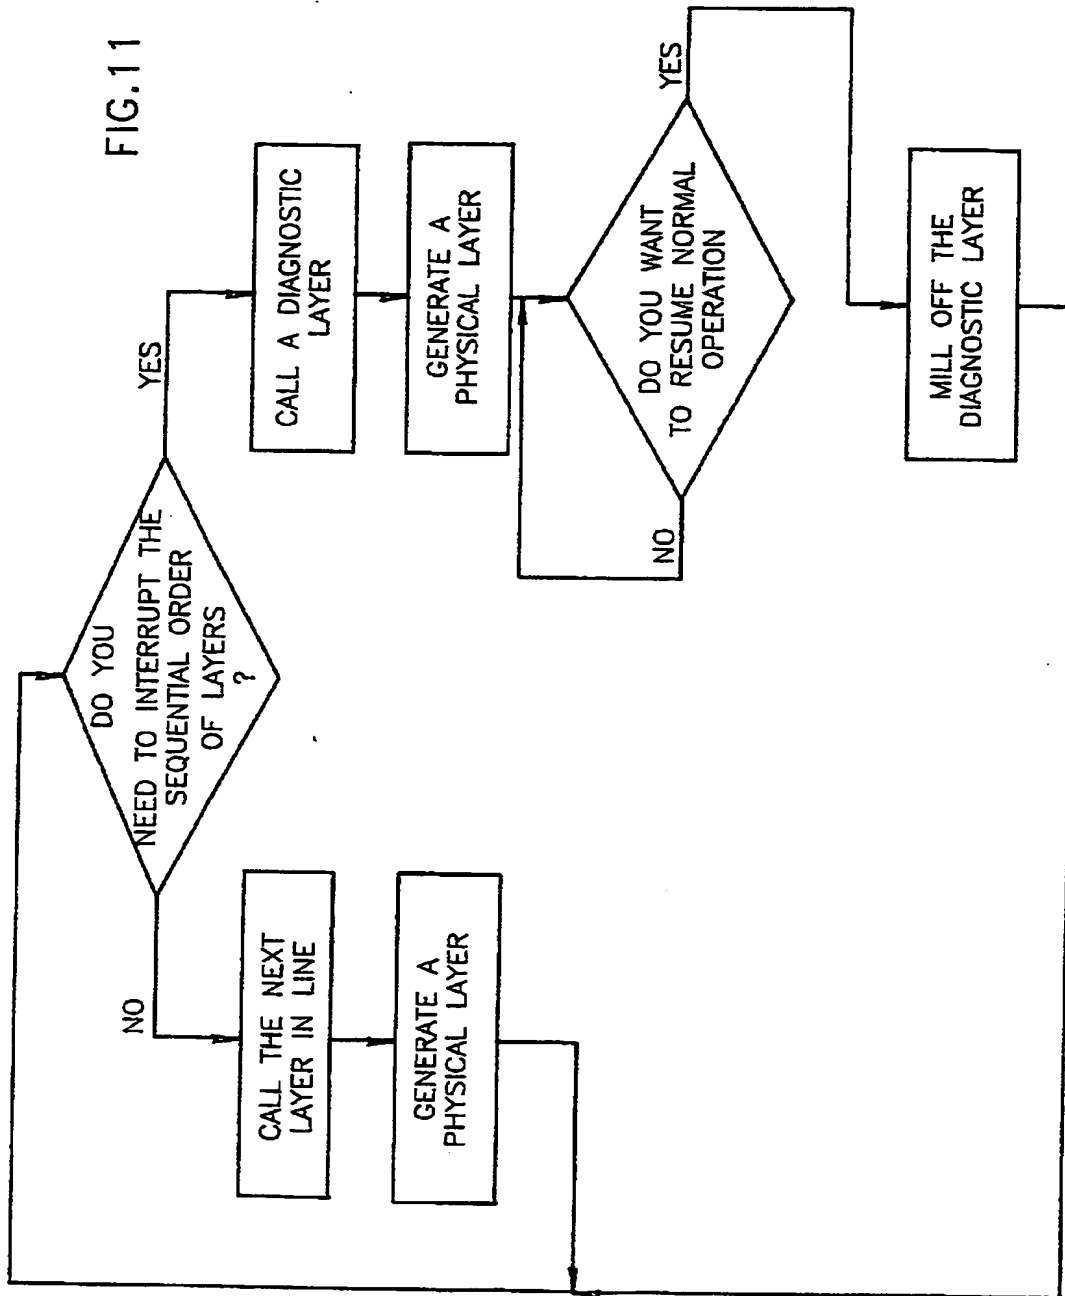 FIG.11
DO YOU
NEED TO INTERRUPT THE
SEQUENTIAL ORDER
OF LAYERS
?
NO
YES
CALL THE NEXT
LAYER IN LINE
GENERATE A
PHYSICAL LAYER
CALL A DIAGNOSTIC
LAYER
GENERATE A
PHYSICAL LAYER
DO YOU WANT
TO RESUME NORMAL
OPERATION
NO
YES
MILL OFF THE
DIAGNOSTIC LAYER